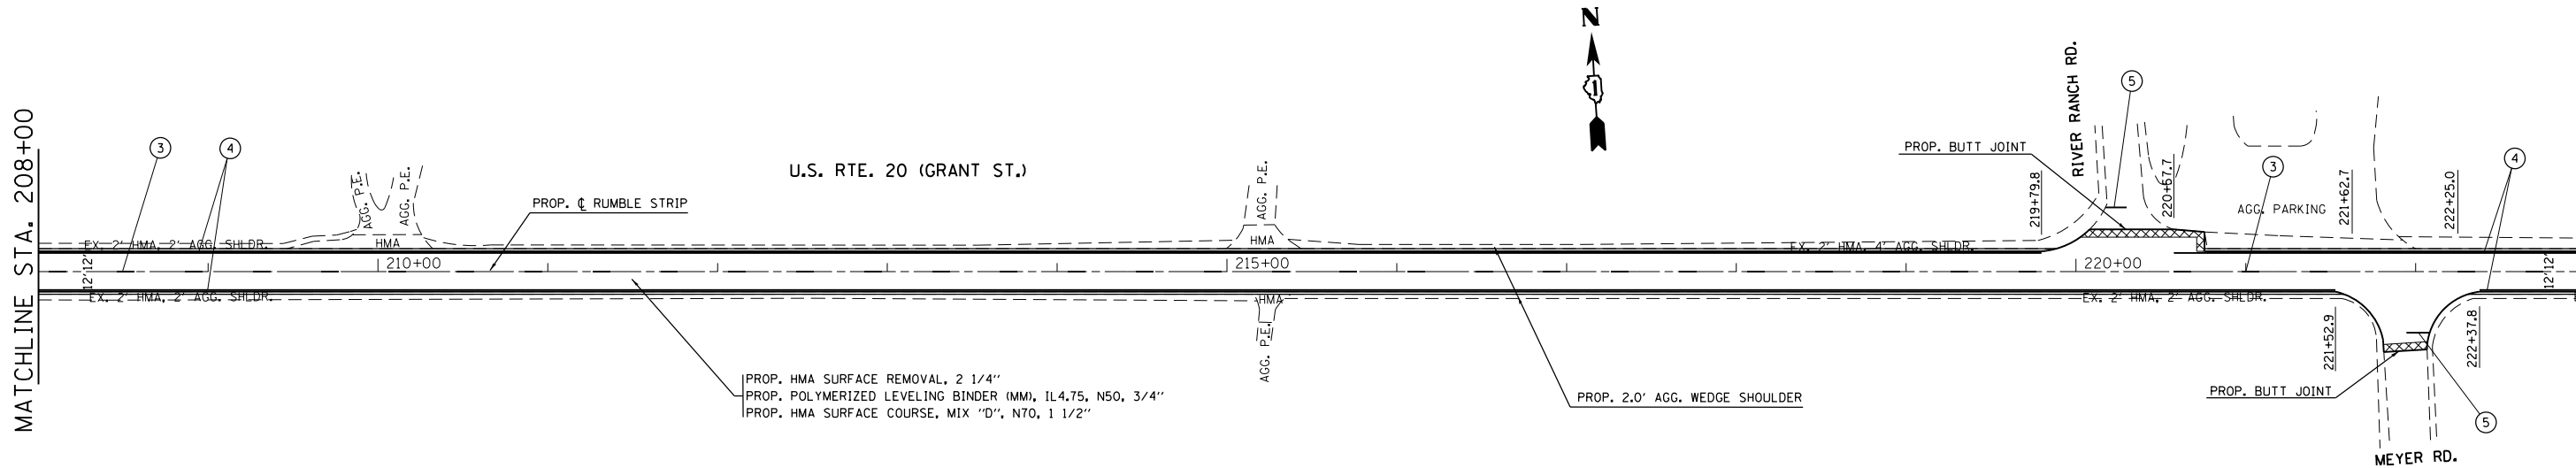 N
1
RIVER RANCH RD.
5
MATCHLINE STA. 208+00
3
4
AGG. P.E.
AGG. P.E.
U.S. RTE. 20 (GRANT ST.)
AGG. P.E.
PROP. BUTT JOINT
219+79.8
220+57.7
3
AGG. PARKING
221+62.7
222+25.0
4
PROP. ℄ RUMBLE STRIP
EX. 2' HMA, 2' AGG. SHLDR.
HMA
HMA
EX. 2' HMA, 4' AGG. SHLDR.
12'
12'
210+00
215+00
220+00
12'
12'
EX. 2' HMA, 2' AGG. SHLDR.
HMA
EX. 2' HMA, 2' AGG. SHLDR.
AGG. P.E.
221+52.9
222+37.8
PROP. HMA SURFACE REMOVAL, 2 1/4"
PROP. POLYMERIZED LEVELING BINDER (MM), IL4.75, N50, 3/4"
PROP. HMA SURFACE COURSE, MIX "D", N70, 1 1/2"
PROP. 2.0' AGG. WEDGE SHOULDER
PROP. BUTT JOINT
5
MEYER RD.